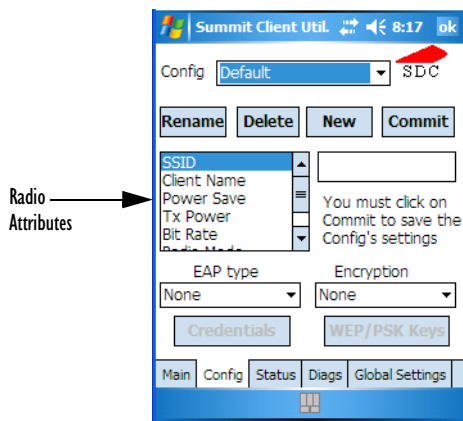 Summit Client Util. 8:17 ok
Config Default SDC
Rename Delete New Commit
SSID
Client Name
Power Save
Tx Power
Bit Rate
Radio Mode
You must click on
Commit to save the
Config's settings
Radio
Attributes
EAP type Encryption
None None
Credentials WEP/PSK Keys
Main Config Status Diags Global Settings